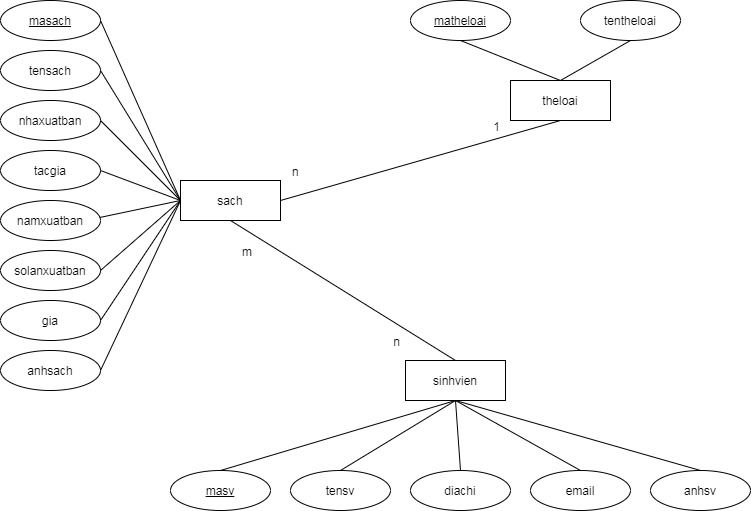 masach
matheloai
tentheloai
tensach
theloai
nhaxuatban
1
tacgia
n
sach
namxuatban
m
solanxuatban
gia
n
anhsach
sinhvien
masv
tensv
diachi
email
anhsv